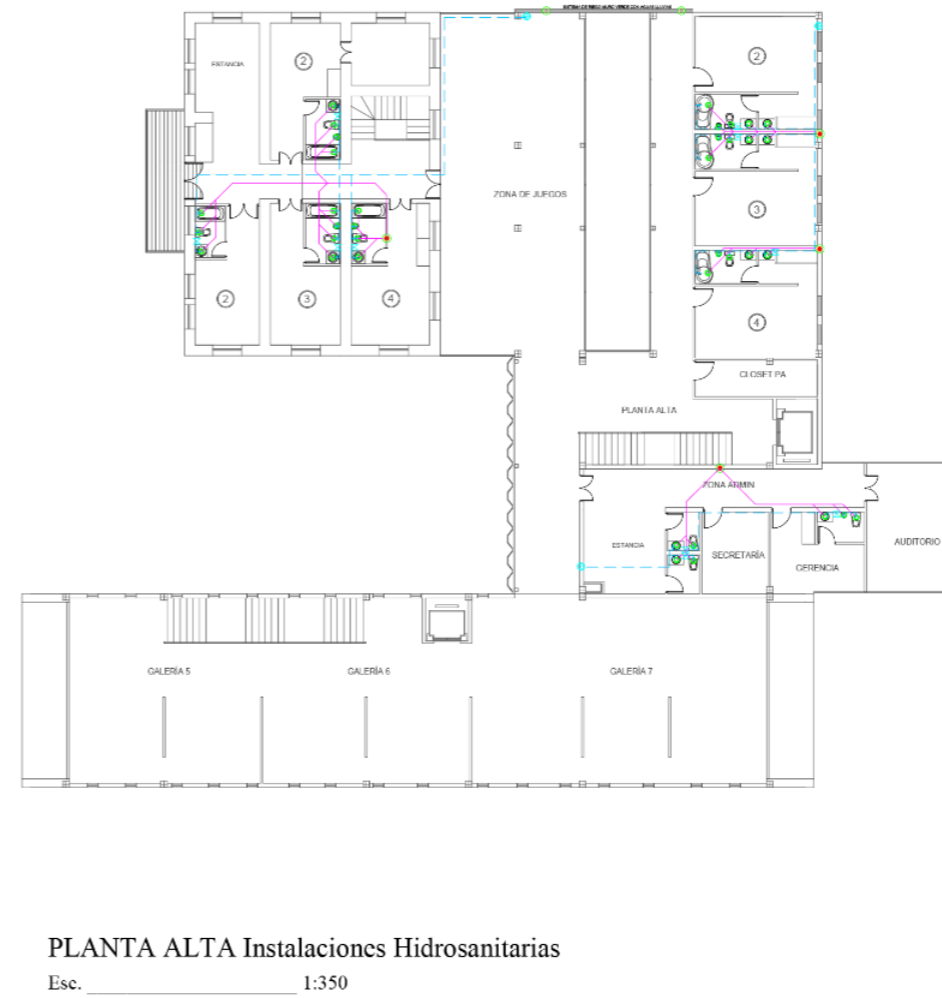 ESTANCIA
2
2
ZONA DE JUEGOS
3
2
3
4
4
CLOSET PA
PLANTA ALTA
ZONA ADMIN
ESTANCIA
SECRETARÍA
GERENCIA
AUDITORIO
GALERÍA 5
GALERÍA 6
GALERÍA 7
PLANTA ALTA Instalaciones Hidrosanitarias
Esc. ____________________ 1:350